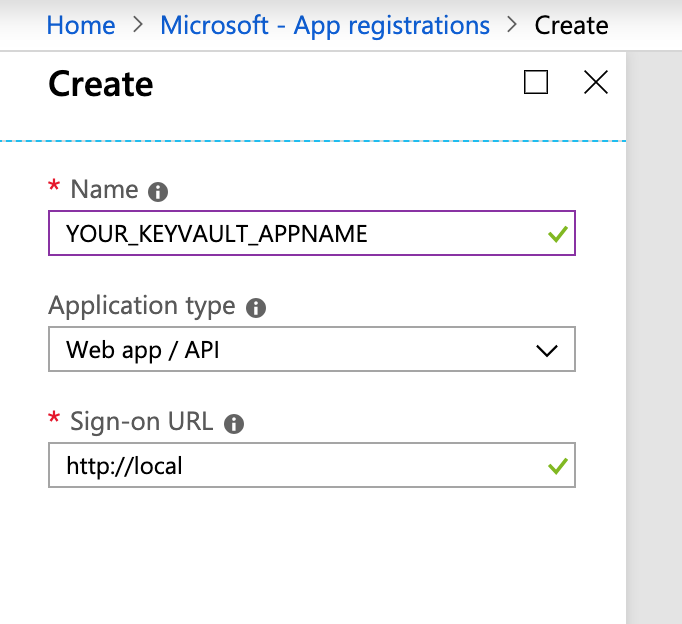 Home > Microsoft - App registrations > Create
Create
* Name
YOUR_KEYVAULT_APPNAME
Application type
Web app / API
* Sign-on URL
http://local